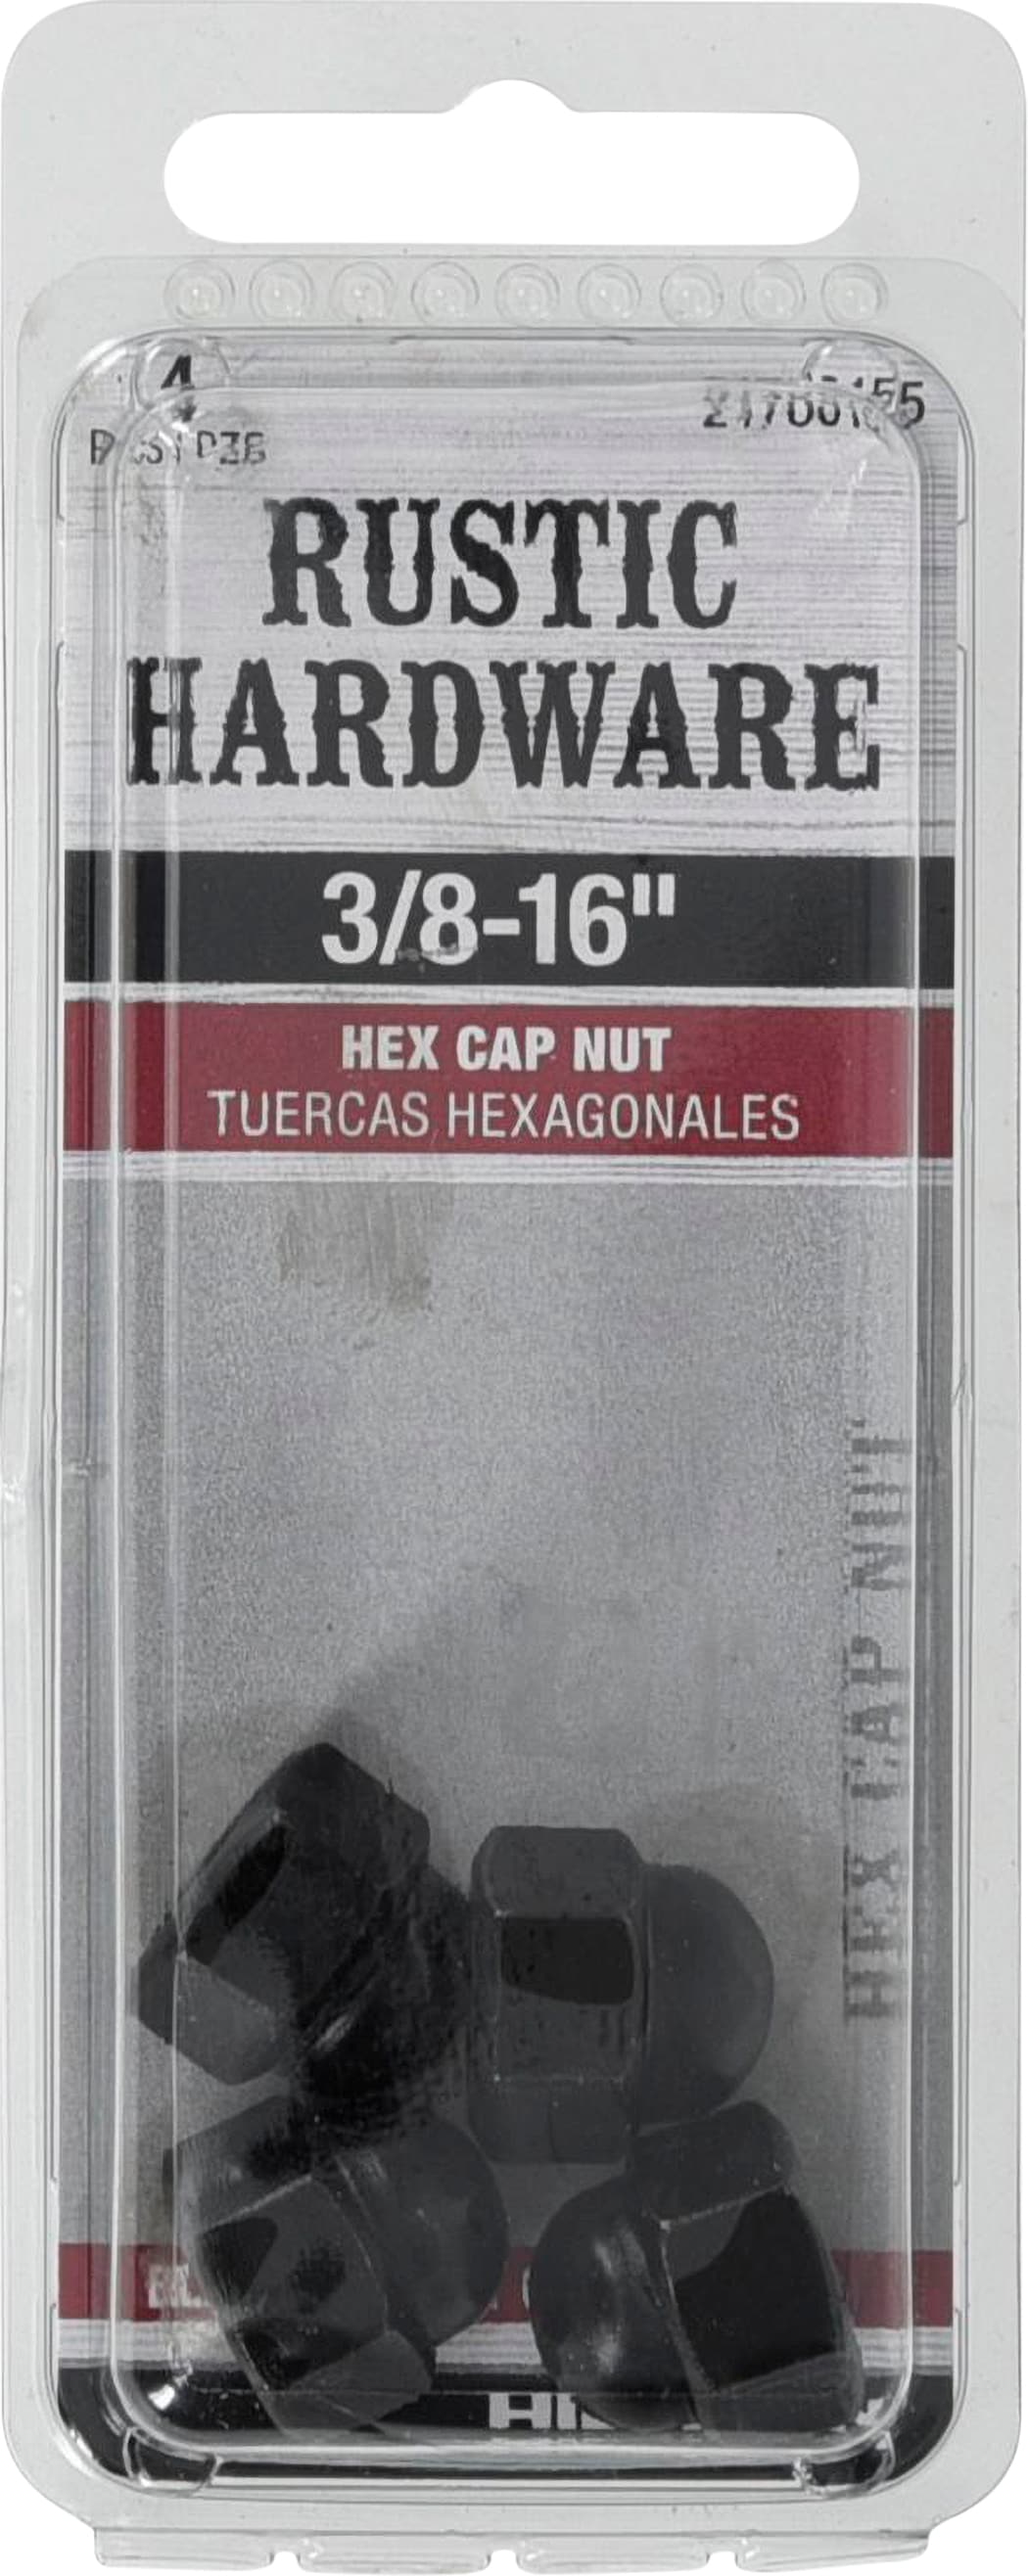 4
RUSTIC
HARDWARE
3/8-16"
HEX CAP NUT
TUERCAS HEXAGONALES
HEX CAP NUT